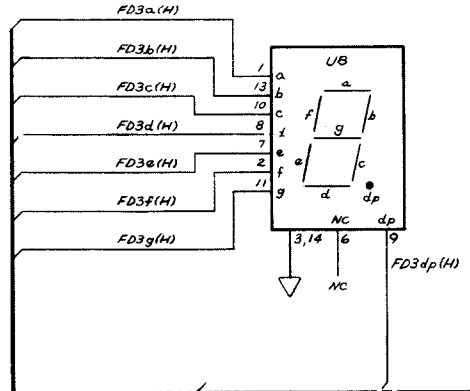 FD3a(H)
FD3b(H)
FD3c(H)
FD3d(H)
FD3e(H)
FD3f(H)
FD3g(H)
1
13
10
8
7
2
11
a
b
c
d
e
f
g
U8
a
f
b
g
e
c
d
dp
NC
dp
3,14
6
9
NC
FD3dp(H)